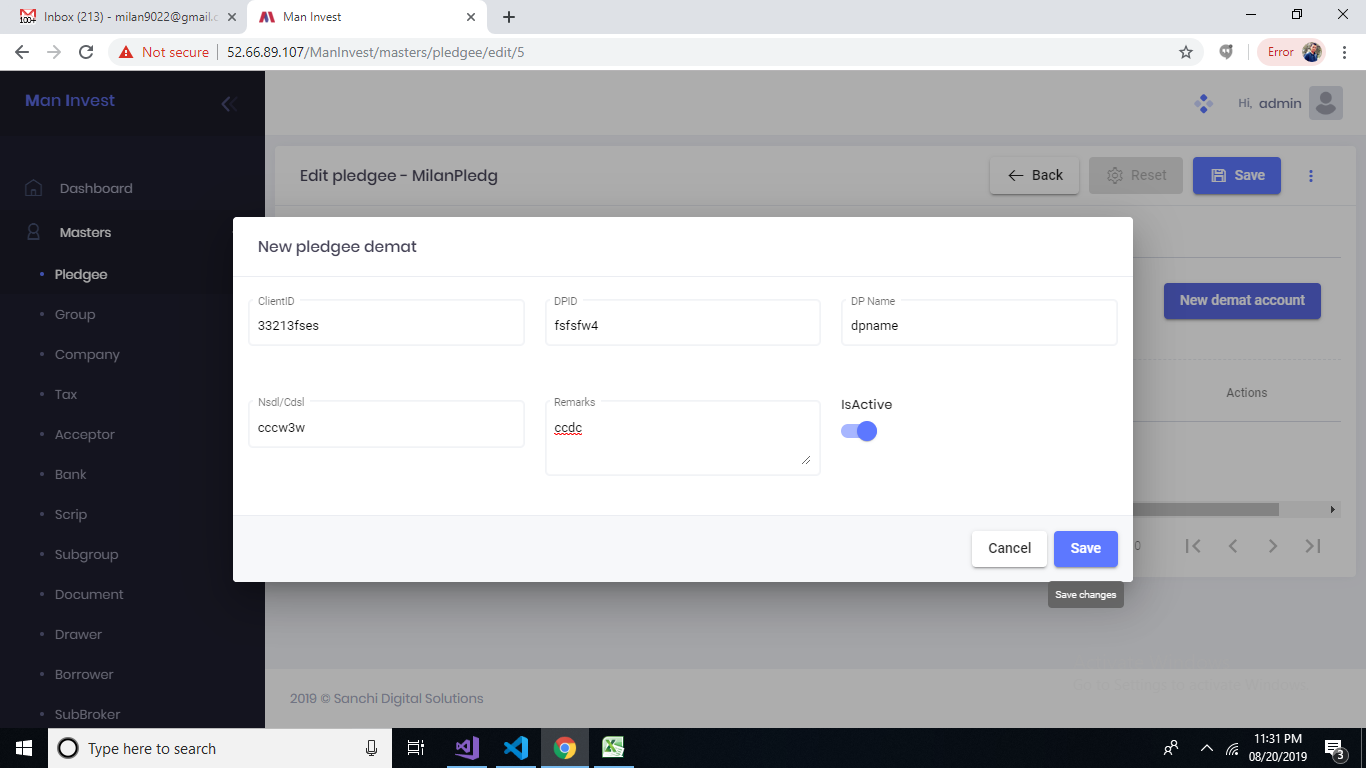 Inbox (213) - milan9022@gmail.c
Man Invest
Not secure
52.66.89.107/ManInvest/masters/pledgee/edit/5
Error
Man Invest
Hi, admin
Dashboard
Masters
Pledgee
Group
Company
Tax
Acceptor
Bank
Scrip
Subgroup
Document
Drawer
Borrower
SubBroker
Edit pledgee - MilanPledg
Back
Reset
Save
New demat account
Actions
New pledgee demat
ClientID
33213fses
DPID
fsfsfw4
DP Name
dpname
Nsdl/Cdsl
cccw3w
Remarks
ccdc
IsActive
Cancel
Save
0
Save changes
2019 © Sanchi Digital Solutions
Type here to search
11:31 PM
08/20/2019
3
100+